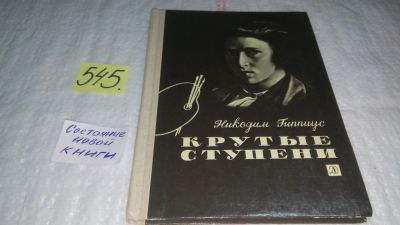 545.
Состояние
новой
книги
Никодим Гиппиус
КРУТЫЕ
СТУПЕНИ